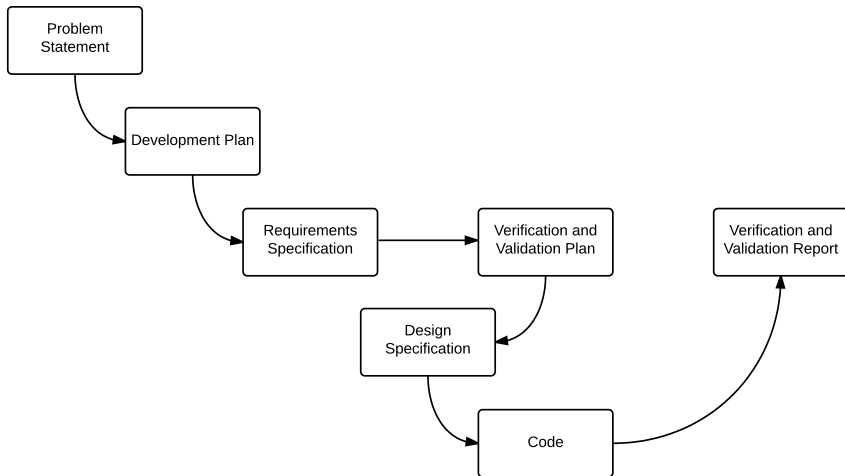 Problem
Statement
Development Plan
Requirements
Specification
Verification and
Validation Plan
Verification and
Validation Report
Design
Specification
Code